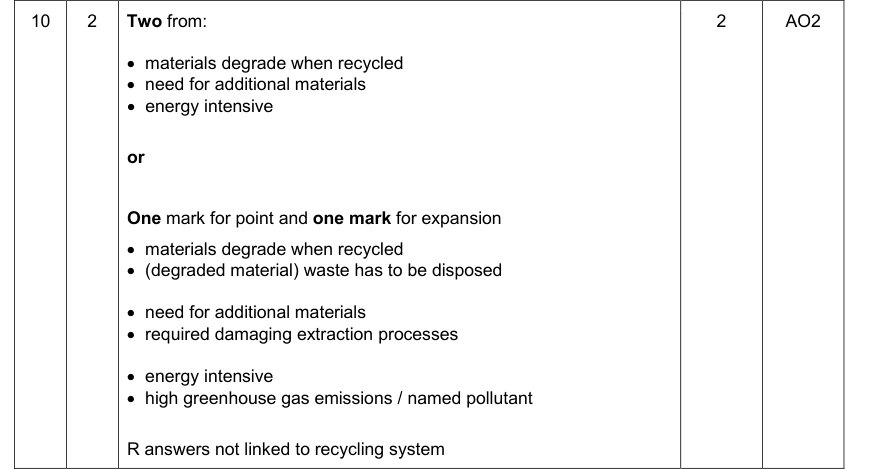 10 2 Two from: 2 AO2
• materials degrade when recycled
• need for additional materials
• energy intensive
or
One mark for point and one mark for expansion
• materials degrade when recycled
• (degraded material) waste has to be disposed
• need for additional materials
• required damaging extraction processes
• energy intensive
• high greenhouse gas emissions / named pollutant
R answers not linked to recycling system